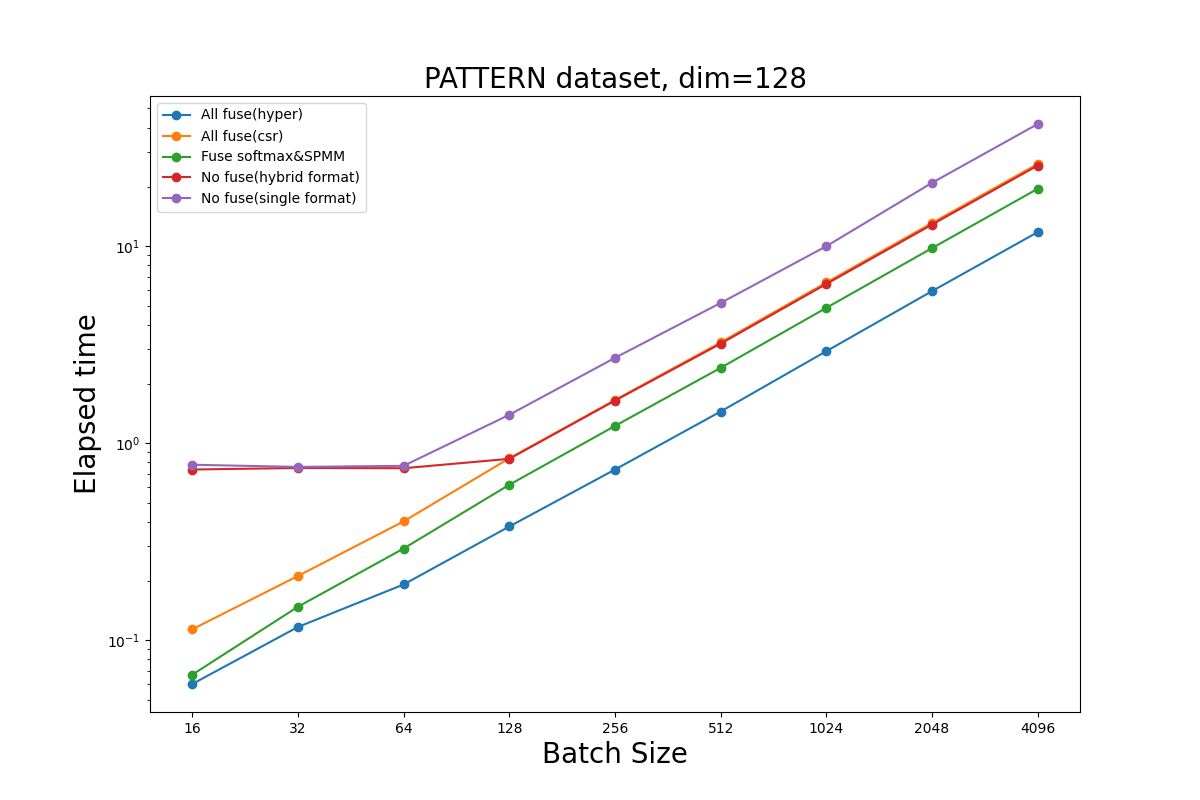 PATTERN dataset, dim=128
All fuse(hyper)
All fuse(csr)
Fuse softmax&SPMM
No fuse(hybrid format)
No fuse(single format)
Elapsed time
10¹
10⁰
10⁻¹
16 32 64 128 256 512 1024 2048 4096
Batch Size